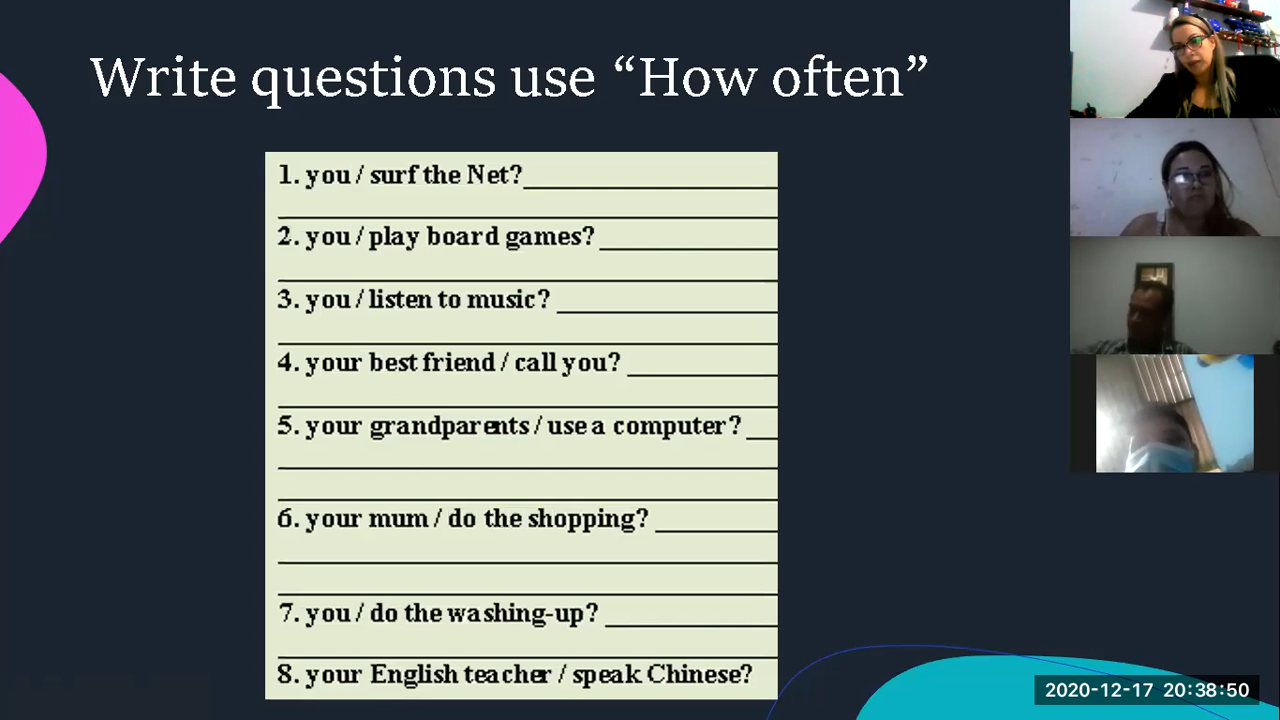 Write questions use “How often”
1. you / surf the Net?
2. you / play board games?
3. you / listen to music?
4. your best friend / call you?
5. your grandparents / use a computer?
6. your mum / do the shopping?
7. you / do the washing-up?
8. your English teacher / speak Chinese?
2020-12-17 20:38:50